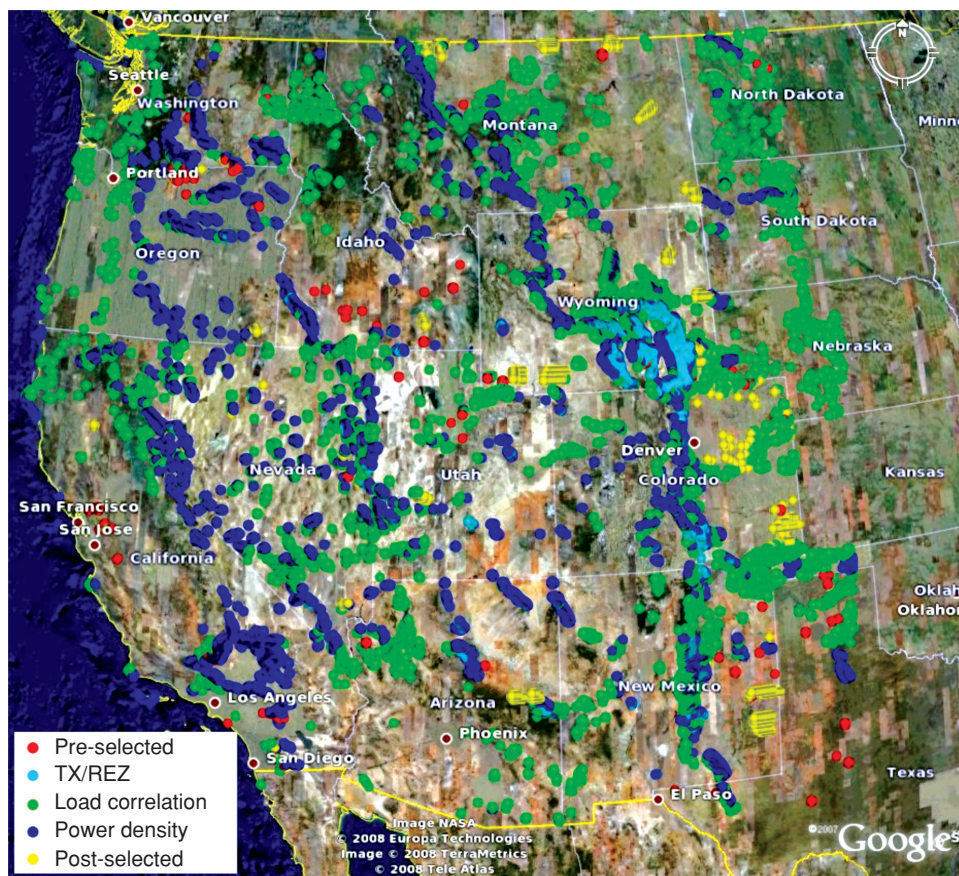 Vancouver
N
Seattle
Washington
North Dakota
Montana
Minn
Portland
South Dakota
Oregon
Idaho
Wyoming
Nebraska
Denver
Nevada
Utah
Kansas
Colorado
San Francisco
San Jose
California
Oklah
Oklahor
Los Angeles
Arizona
New Mexico
Phoenix
San Diego
Texas
El Paso
Pre-selected
TX/REZ
Load correlation
Power density
Post-selected
Image NASA
© 2008 Europa Technologies
Image © 2008 TerraMetrics
© 2008 Tele Atlas
©2007
Google